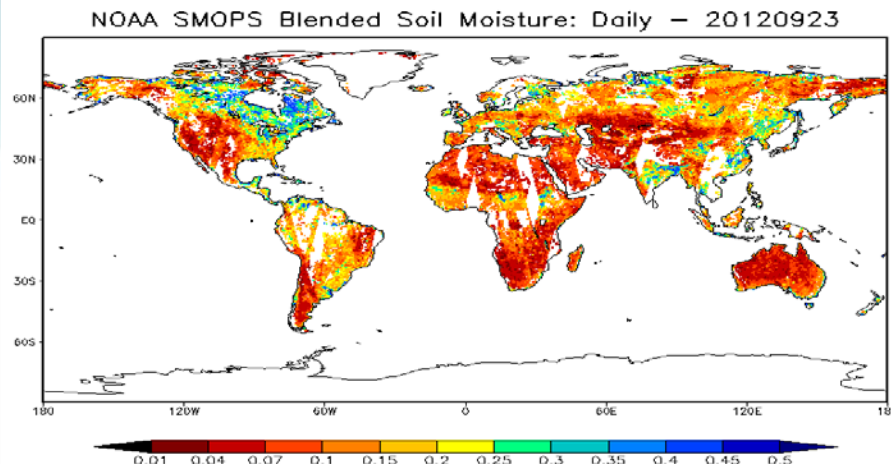 NOAA SMOPS Blended Soil Moisture: Daily – 20120923
60N
30N
EQ
30S
60S
180 120W 60W 0 60E 120E 18
0.01 0.04 0.07 0.1 0.15 0.2 0.25 0.3 0.35 0.4 0.45 0.5